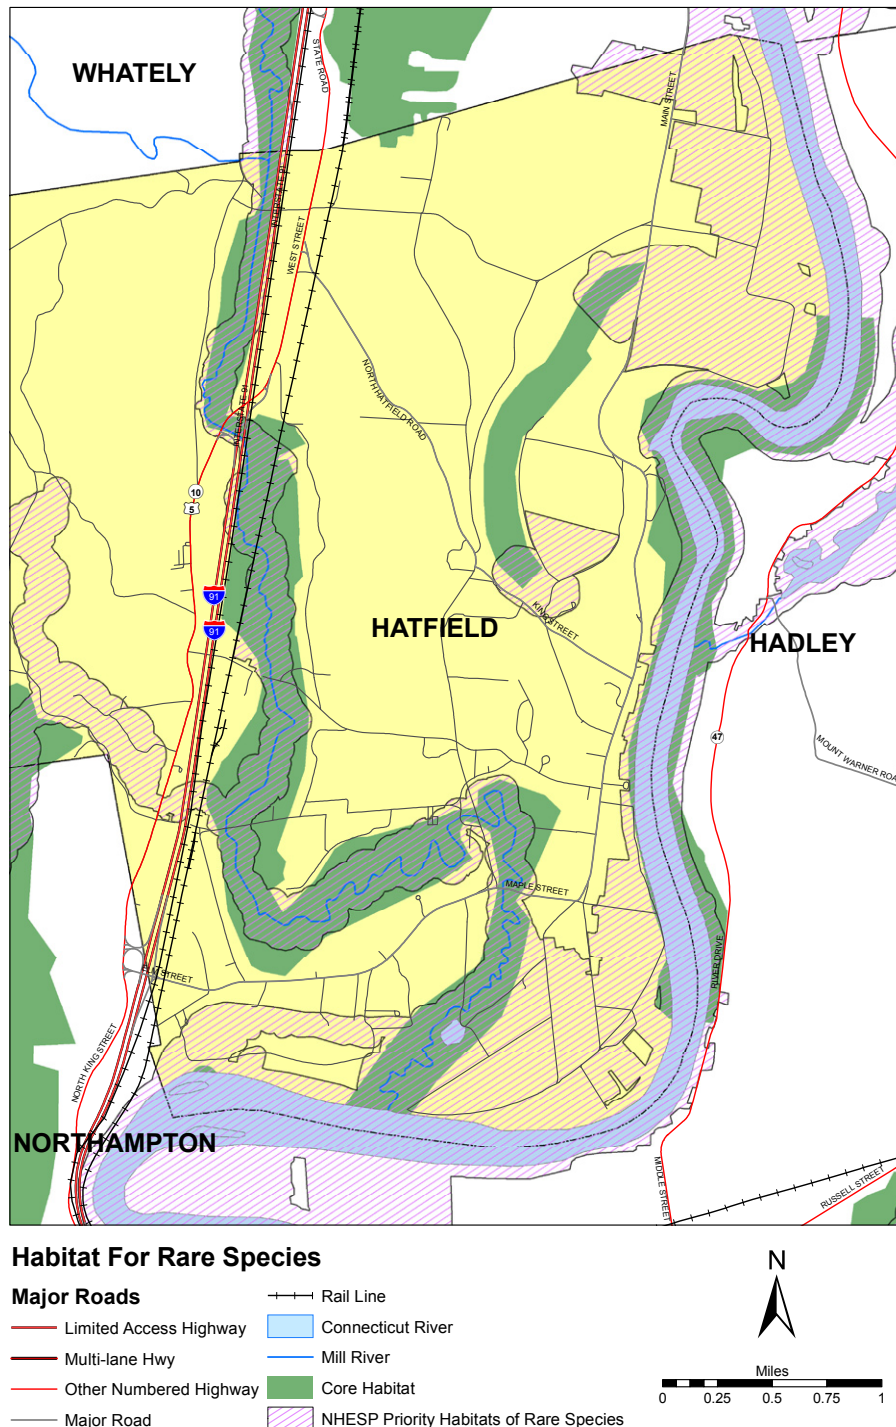 WHATELY
STATE ROAD
MAIN STREET
INTERSTATE 91
WEST STREET
NORTH HATFIELD ROAD
INTERSTATE 91
10
5
91
91
HATFIELD
KING STREET
HADLEY
47
MOUNT WARNER ROA
MAPLE STREET
ELM STREET
RIVER DRIVE
NORTH KING STREET
NORTHAMPTON
MIDDLE STREET
RUSSELL STREET
Habitat For Rare Species
Major Roads
Limited Access Highway
Multi-lane Hwy
Other Numbered Highway
Major Road
Rail Line
Connecticut River
Mill River
Core Habitat
NHESP Priority Habitats of Rare Species
N
Miles
0 0.25 0.5 0.75 1